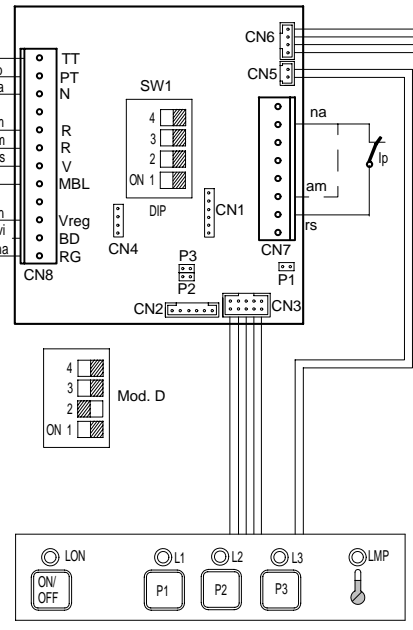 CN6
CN5
TT
PT
N
R
R
V
MBL
Vreg
BD
RG
CN8
SW1
4
3
2
ON 1
DIP
CN4
CN1
P3
P2
CN2
CN3
na
am
rs
Ip
CN7
P1
4
3
2
ON 1
Mod. D
LON
L1
L2
L3
LMP
ON/
OFF
P1
P2
P3